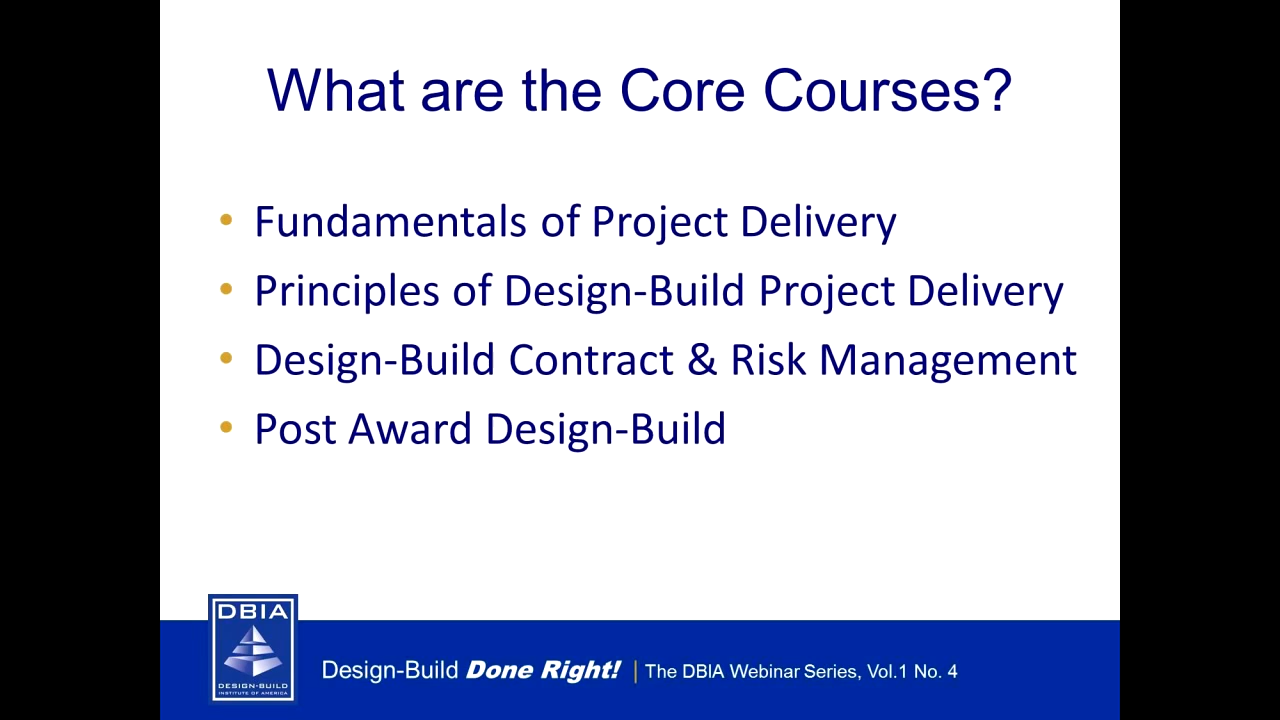 What are the Core Courses?
• Fundamentals of Project Delivery
• Principles of Design-Build Project Delivery
• Design-Build Contract & Risk Management
• Post Award Design-Build
DBIA
DESIGN-BUILD
INSTITUTE OF AMERICA
Design-Build Done Right! | The DBIA Webinar Series, Vol.1 No. 4